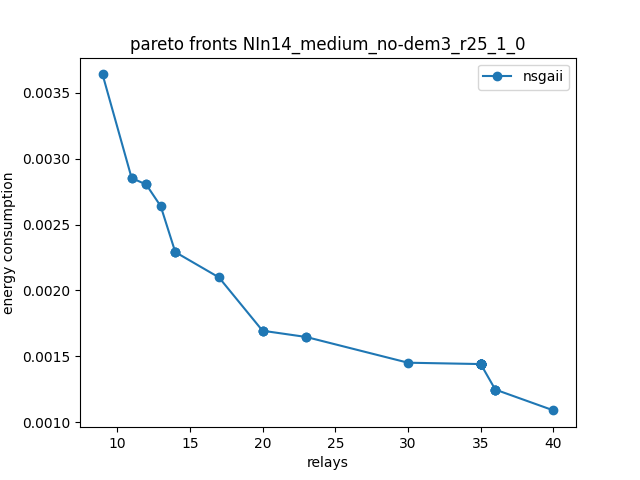 pareto fronts NIn14_medium_no-dem3_r25_1_0
nsgaii
0.0035
0.0030
0.0025
0.0020
0.0015
0.0010
energy consumption
10 15 20 25 30 35 40
relays